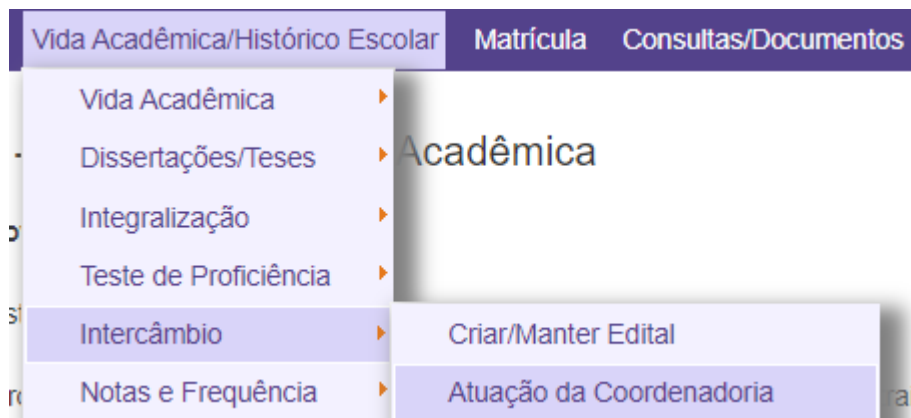 Vida Acadêmica/Histórico Escolar Matrícula Consultas/Documentos
Vida Acadêmica
Dissertações/Teses
Acadêmica
Integralização
Teste de Proficiência
Intercâmbio
Criar/Manter Edital
Notas e Frequência
Atuação da Coordenadoria